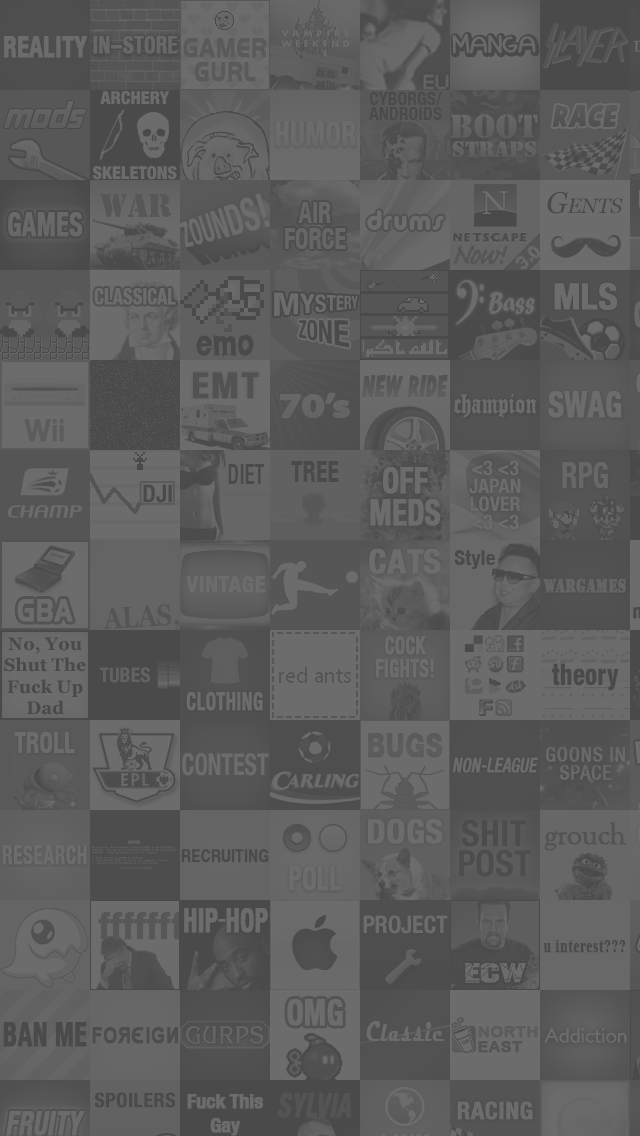 REALITY
IN-STORE
GAMER
GURL
VAMPIRE
WEEKEND
EU
MANGA
SLAYER
mods
ARCHERY
SKELETONS
HUMOR
CYBORGS/
ANDROIDS
BOOT
STRAPS
RACE
GAMES
WAR
ZOUNDS!
AIR
FORCE
drums
N
NETSCAPE
Now! 3.0
GENTS
CLASSICAL
emo
MYSTERY
ZONE
Bass
MLS
Wii
EMT
70's
NEW RIDE
champion
SWAG
CHAMP
DJI
DIET
TREE
OFF
MEDS
<3 <3
JAPAN
LOVER
<3 <3
RPG
GBA
ALAS,
VINTAGE
CATS
Style
WARGAMES
No, You
Shut The
Fuck Up
Dad
TUBES
CLOTHING
red ants
COCK
FIGHTS!
theory
TROLL
EPL
CONTEST
CARLING
BUGS
NON-LEAGUE
GOONS IN
SPACE
RESEARCH
RECRUITING
POLL
DOGS
SHIT
POST
grouch
ffffff
HIP-HOP
PROJECT
ECW
u interest???
BAN ME
FOЯEIGN
GURPS
OMG
Classic
NORTH
EAST
Addiction
FRUITY
SPOILERS
Fuck This
Gay
SYLVIA
RACING